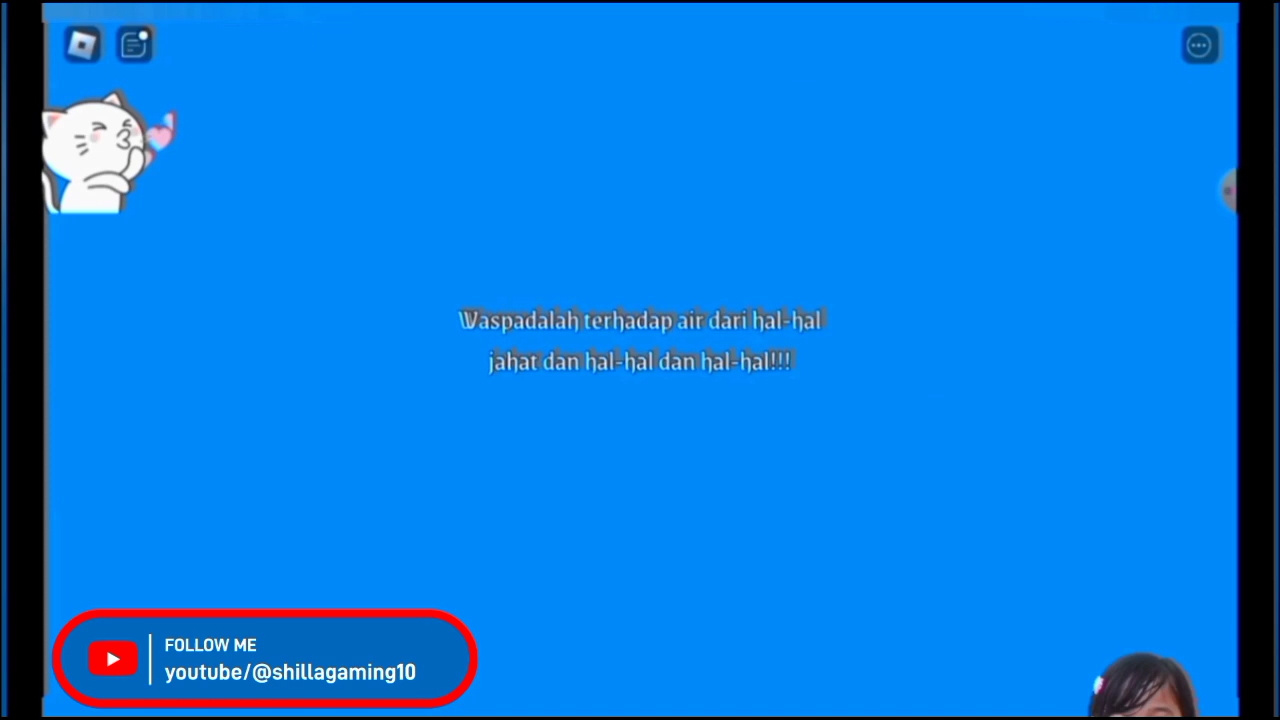 Waspadalah terhadap air dari hal-hal
jahat dan hal-hal dan hal-hal!!!
FOLLOW ME
youtube/@shillagaming10